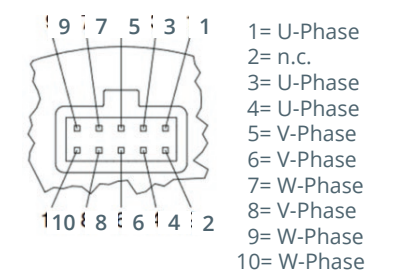 9 7 5 3 1
10 8 6 4 2
1= U-Phase
2= n.c.
3= U-Phase
4= U-Phase
5= V-Phase
6= V-Phase
7= W-Phase
8= V-Phase
9= W-Phase
10= W-Phase